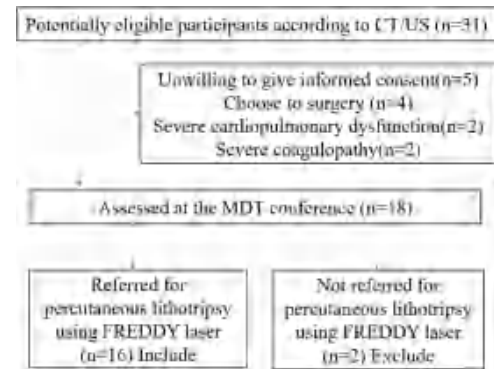 Potentially eligible participants according to CT/US (n=31)
Unwilling to give informed consent(n=5)
Choose to surgery (n=4)
Severe cardiopulmonary dysfunction(n=2)
Severe coagulopathy(n=2)
Assessed at the MDT conference (n=18)
Referred for
percutaneous lithotripsy
using FREDDY laser
(n=16) Include
Not referred for
percutaneous lithotripsy
using FREDDY laser
(n=2) Exclude